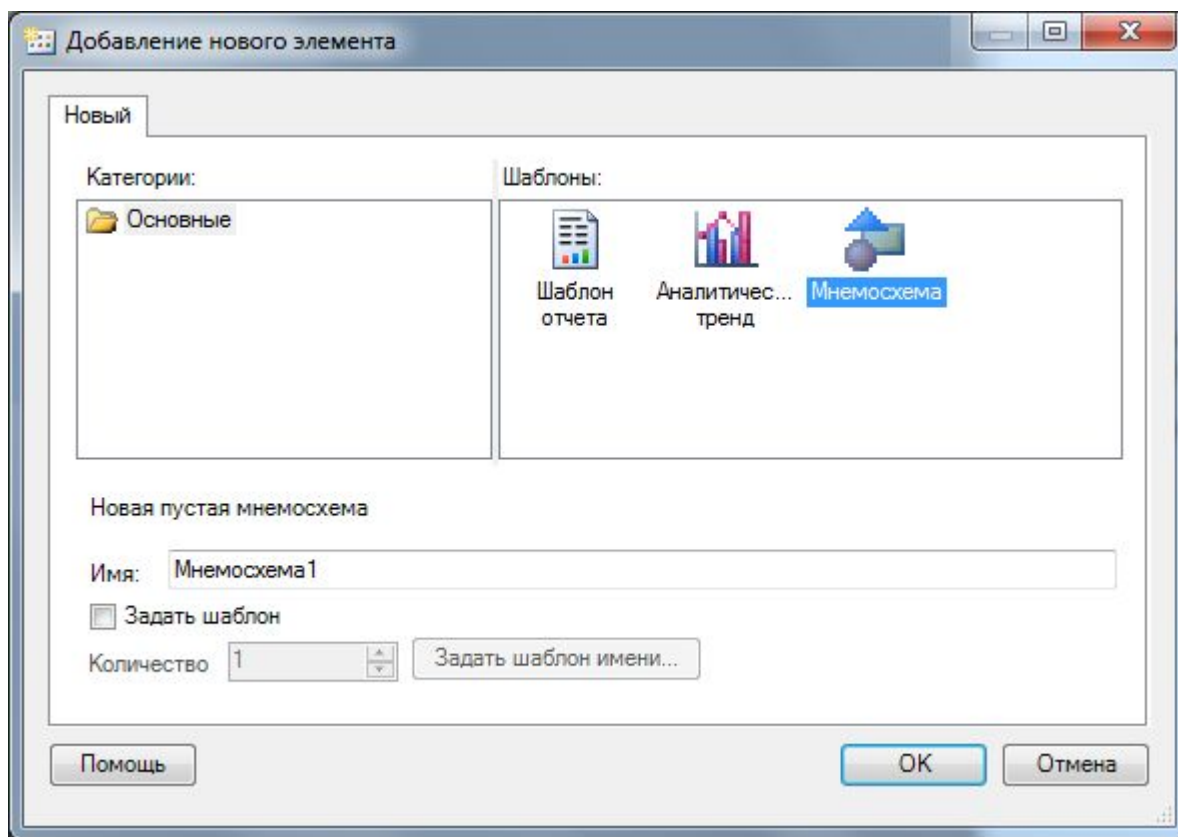 Добавление нового элемента
Новый
Категории:
Шаблоны:
Основные
Шаблон
отчета
Аналитичес...
тренд
Мнемосхема
Новая пустая мнемосхема
Имя:
Мнемосхема1
Задать шаблон
Количество
1
Задать шаблон имени...
Помощь
ОК
Отмена